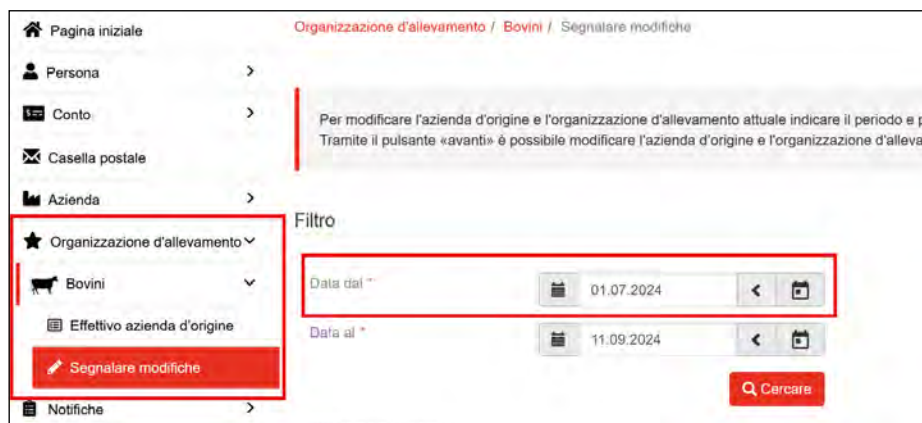 Pagina iniziale
Persona
Conto
Casella postale
Azienda
Organizzazione d'allevamento
Bovini
Effettivo azienda d'origine
Segnalare modifiche
Notifiche
Organizzazione d'allevamento / Bovini / Segnalare modifiche
Per modificare l'azienda d'origine e l'organizzazione d'allevamento attuale indicare il periodo e p
Tramite il pulsante «avanti» è possibile modificare l'azienda d'origine e l'organizzazione d'alleva
Filtro
Data dal * 01.07.2024
Data al * 11.09.2024
Cercare